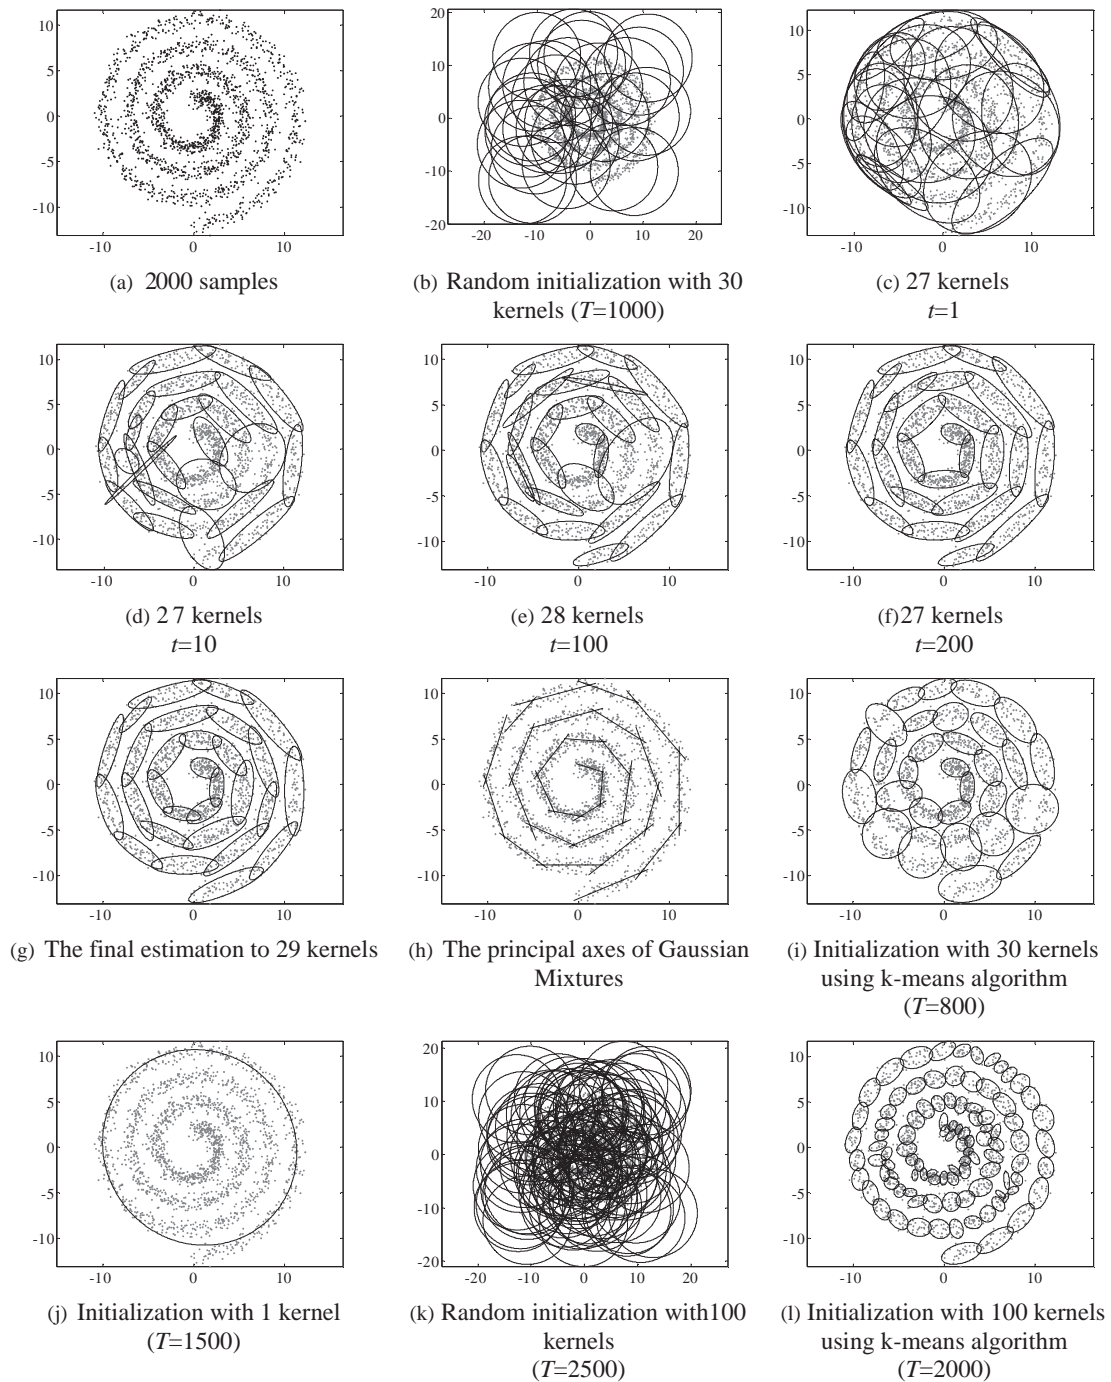 10
5
0
-5
-10
-10 0 10
(a) 2000 samples
20
10
0
-10
-20
-20 -10 0 10 20
(b) Random initialization with 30
kernels (T=1000)
10
5
0
-5
-10
-10 0 10
(c) 27 kernels
t=1
10
5
0
-5
-10
-10 0 10
(d) 2 7 kernels
t=10
10
5
0
-5
-10
-10 0 10
(e) 28 kernels
t=100
10
5
0
-5
-10
-10 0 10
(f)27 kernels
t=200
10
5
0
-5
-10
-10 0 10
(g) The final estimation to 29 kernels
10
5
0
-5
-10
-10 0 10
(h) The principal axes of Gaussian
Mixtures
10
5
0
-5
-10
-10 0 10
(i) Initialization with 30 kernels
using k-means algorithm
(T=800)
10
5
0
-5
-10
-10 0 10
(j) Initialization with 1 kernel
(T=1500)
20
10
0
-10
-20
-20 -10 0 10 20
(k) Random initialization with100
kernels
(T=2500)
10
5
0
-5
-10
-10 0 10
(l) Initialization with 100 kernels
using k-means algorithm
(T=2000)